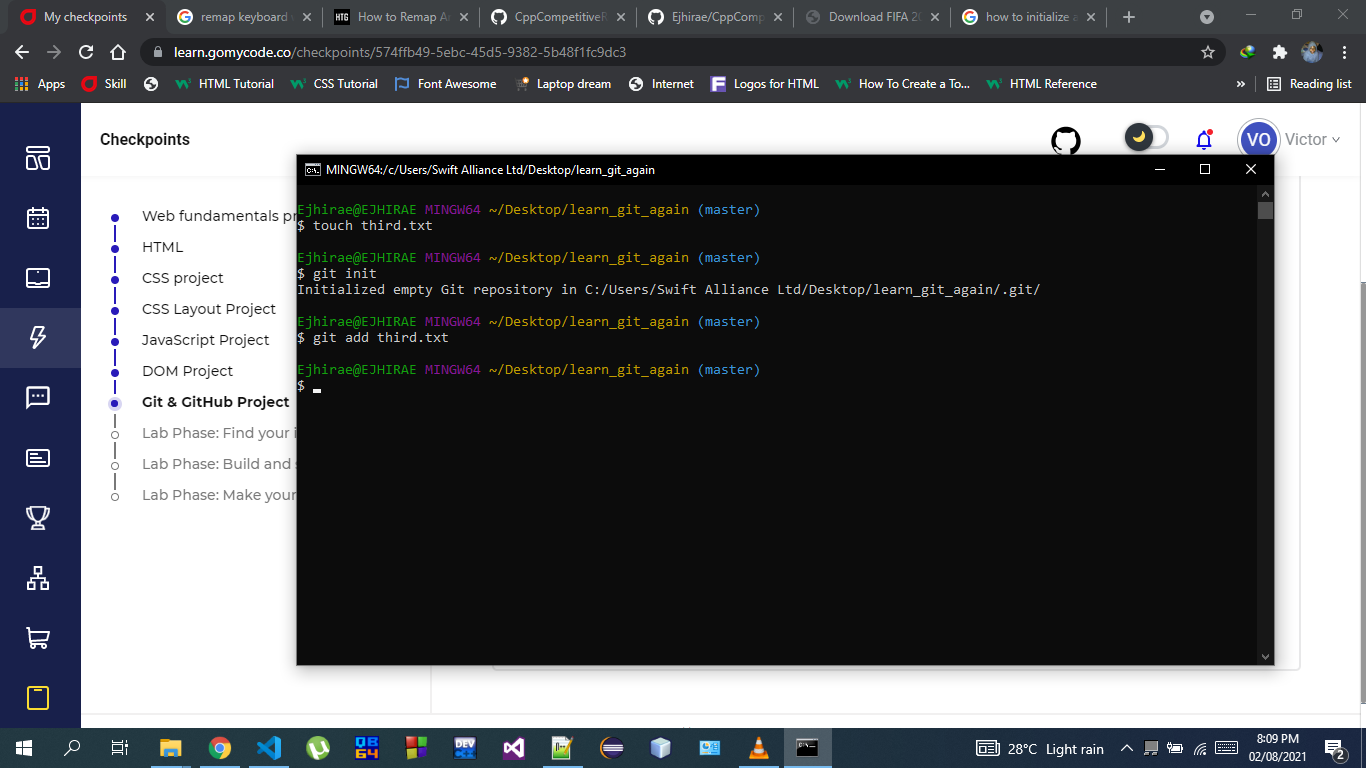 My checkpoints
remap keyboard
How to Remap Ar
CppCompetitiveR
Ejhirae/CppComp
Download FIFA 20
how to initialize a
learn.gomycode.co/checkpoints/574ffb49-5ebc-45d5-9382-5b48f1fc9dc3
Apps
Skill
HTML Tutorial
CSS Tutorial
Font Awesome
Laptop dream
Internet
Logos for HTML
How To Create a To...
HTML Reference
»
Reading list
Checkpoints
VO
Victor
Web fundamentals pr
HTML
CSS project
CSS Layout Project
JavaScript Project
DOM Project
Git & GitHub Project
Lab Phase: Find your i
Lab Phase: Build and s
Lab Phase: Make your
MINGW64:/c/Users/Swift Alliance Ltd/Desktop/learn_git_again
Ejhirae@EJHIRAE MINGW64 ~/Desktop/learn_git_again (master)
$ touch third.txt
Ejhirae@EJHIRAE MINGW64 ~/Desktop/learn_git_again (master)
$ git init
Initialized empty Git repository in C:/Users/Swift Alliance Ltd/Desktop/learn_git_again/.git/
Ejhirae@EJHIRAE MINGW64 ~/Desktop/learn_git_again (master)
$ git add third.txt
Ejhirae@EJHIRAE MINGW64 ~/Desktop/learn_git_again (master)
$
28°C Light rain
8:09 PM
02/08/2021
2